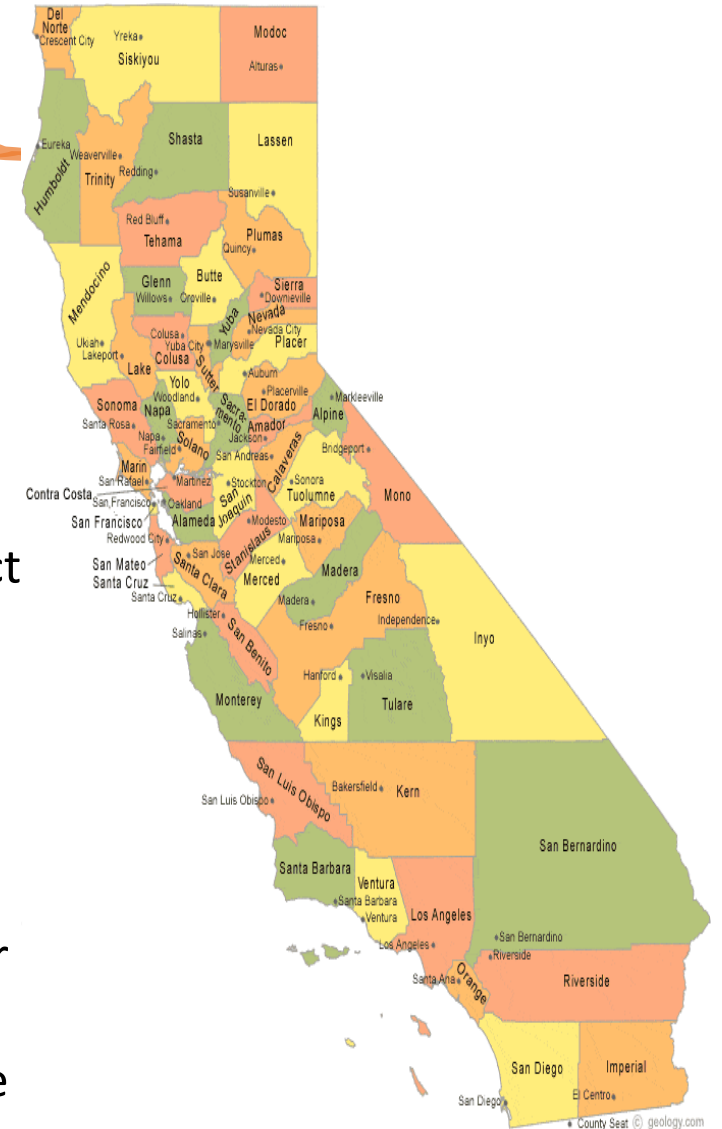 Del
Norte
Crescent City
Yreka
Siskiyou
Modoc
Alturas
Eureka
Humboldt
Weaverville
Trinity
Shasta
Redding
Lassen
Susanville
Red Bluff
Tehama
Plumas
Quincy
Mendocino
Glenn
Willows
Butte
Oroville
Sierra
Downieville
Yuba
Nevada
Nevada City
Placer
Ukiah
Lakeport
Lake
Colusa
Colusa
Yuba City
Sutter
Marysville
Auburn
Sonoma
Santa Rosa
Napa
Napa
Yolo
Woodland
Sacra-
mento
Sacramento
Placerville
El Dorado
Amador
Jackson
Alpine
Markleeville
Solano
Fairfield
San Andreas
Calaveras
Bridgeport
Mono
Marin
San Rafael
Contra Costa
Martinez
San Francisco
Oakland
San Francisco
Alameda
Stockton
San
Joaquin
Sonora
Tuolumne
Redwood City
San Mateo
Santa Cruz
Santa Cruz
San Jose
Santa Clara
Modesto
Stanislaus
Mariposa
Mariposa
Merced
Merced
Madera
Madera
Fresno
Fresno
Independence
Inyo
Hollister
Salinas
San Benito
Monterey
Hanford
Kings
Visalia
Tulare
San Luis Obispo
San Luis Obispo
Bakersfield
Kern
San Bernardino
Santa Barbara
Santa Barbara
Ventura
Ventura
Los Angeles
Los Angeles
San Bernardino
Riverside
Riverside
Santa Ana
Orange
San Diego
San Diego
Imperial
El Centro
County Seat © geology.com
ct
r
e